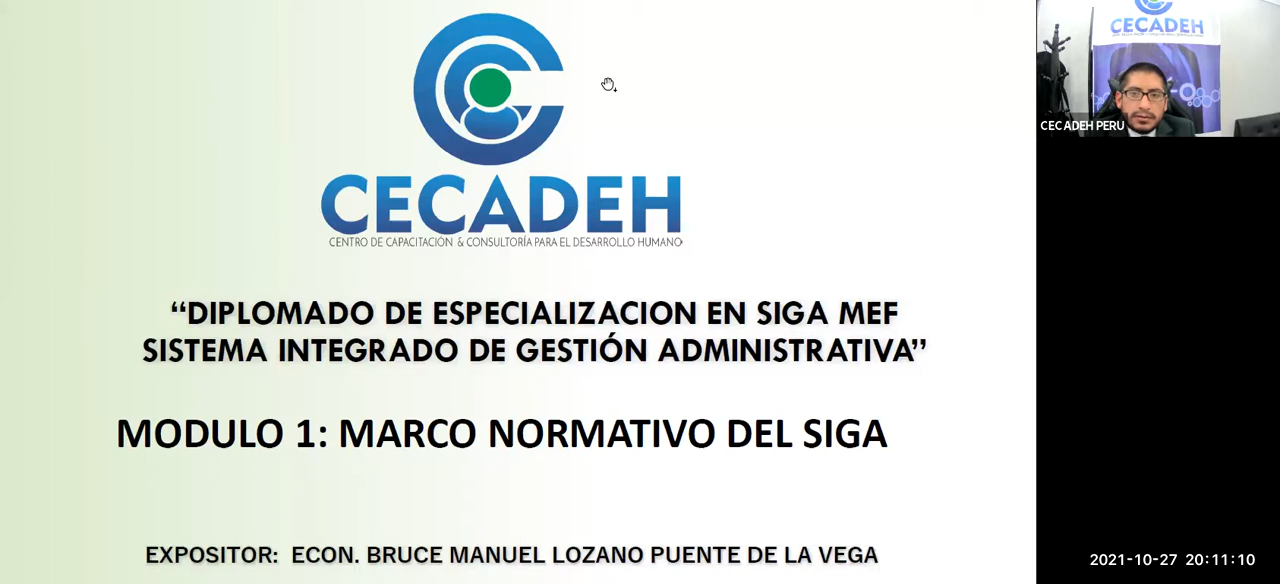 CECADEH
CENTRO DE CAPACITACIÓN & CONSULTORÍA PARA EL DESARROLLO HUMANO
“DIPLOMADO DE ESPECIALIZACION EN SIGA MEF
SISTEMA INTEGRADO DE GESTIÓN ADMINISTRATIVA”
MODULO 1: MARCO NORMATIVO DEL SIGA
EXPOSITOR: ECON. BRUCE MANUEL LOZANO PUENTE DE LA VEGA
CECADEH
CECADEH PERU
2021-10-27 20:11:10